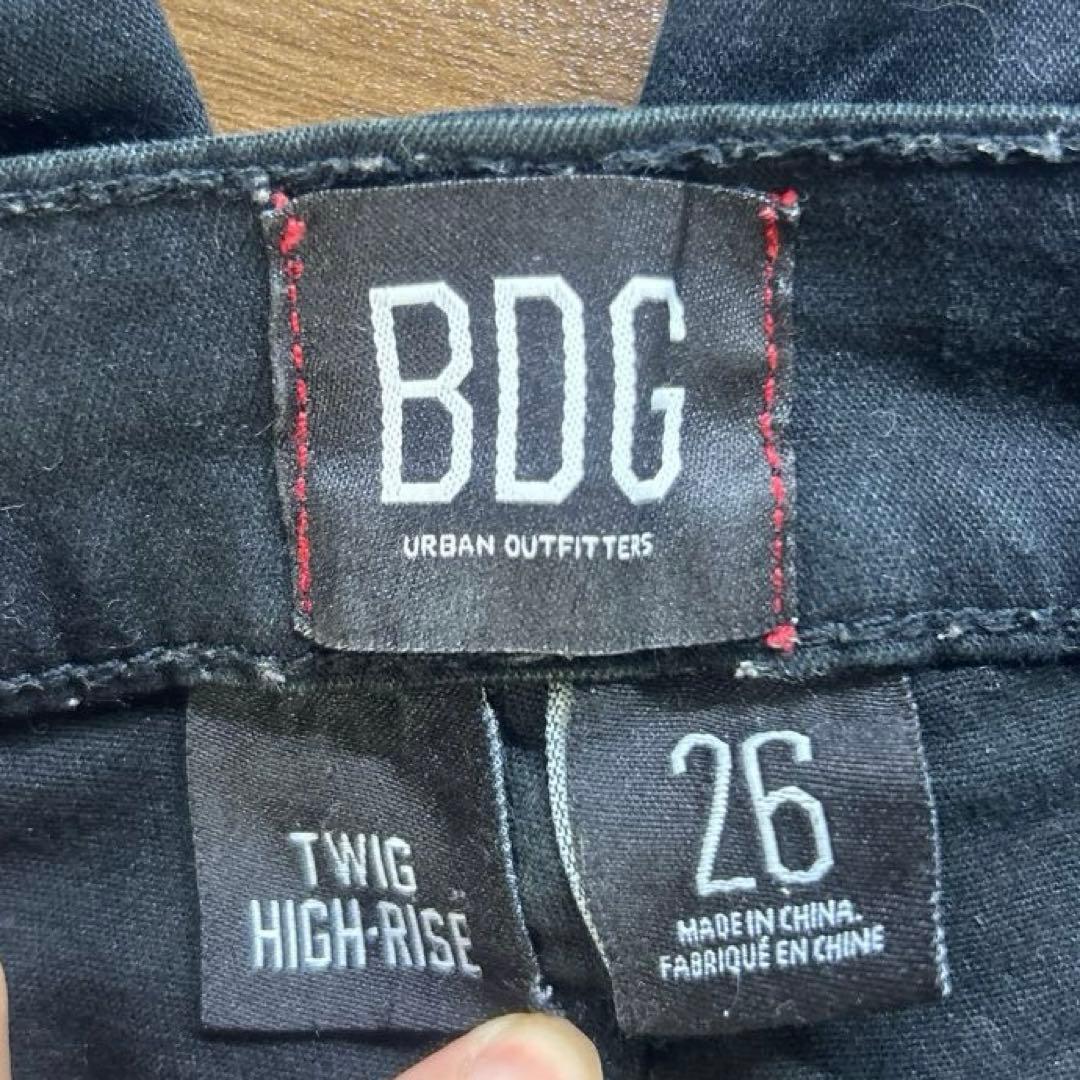 BDG
URBAN OUTFITTERS
TWIG
HIGH-RISE
26
MADE IN CHINA.
FABRIQUÉ EN CHINE